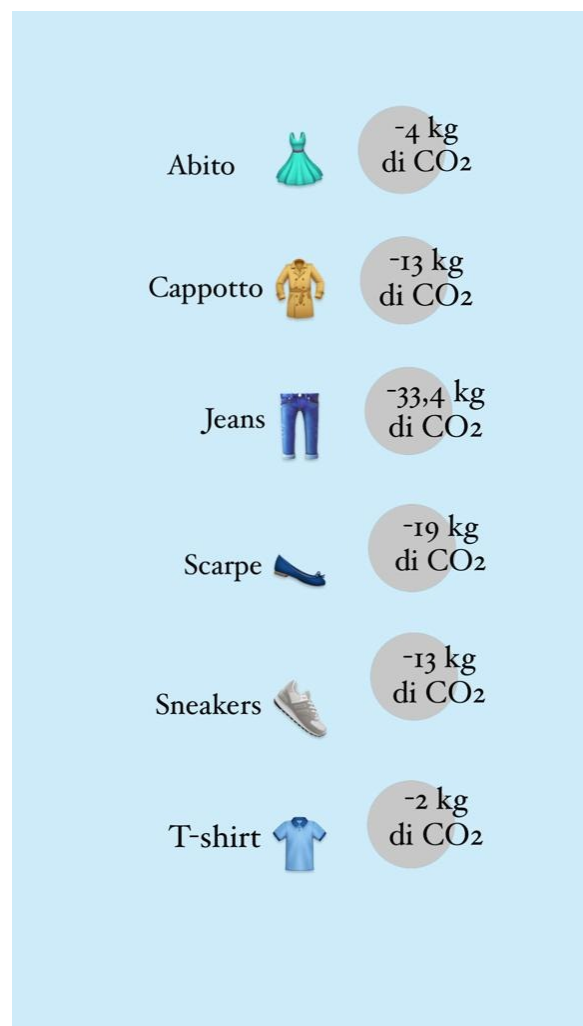 Abito
-4 kg
di CO2
Cappotto
-13 kg
di CO2
Jeans
-33,4 kg
di CO2
Scarpe
-19 kg
di CO2
Sneakers
-13 kg
di CO2
T-shirt
-2 kg
di CO2